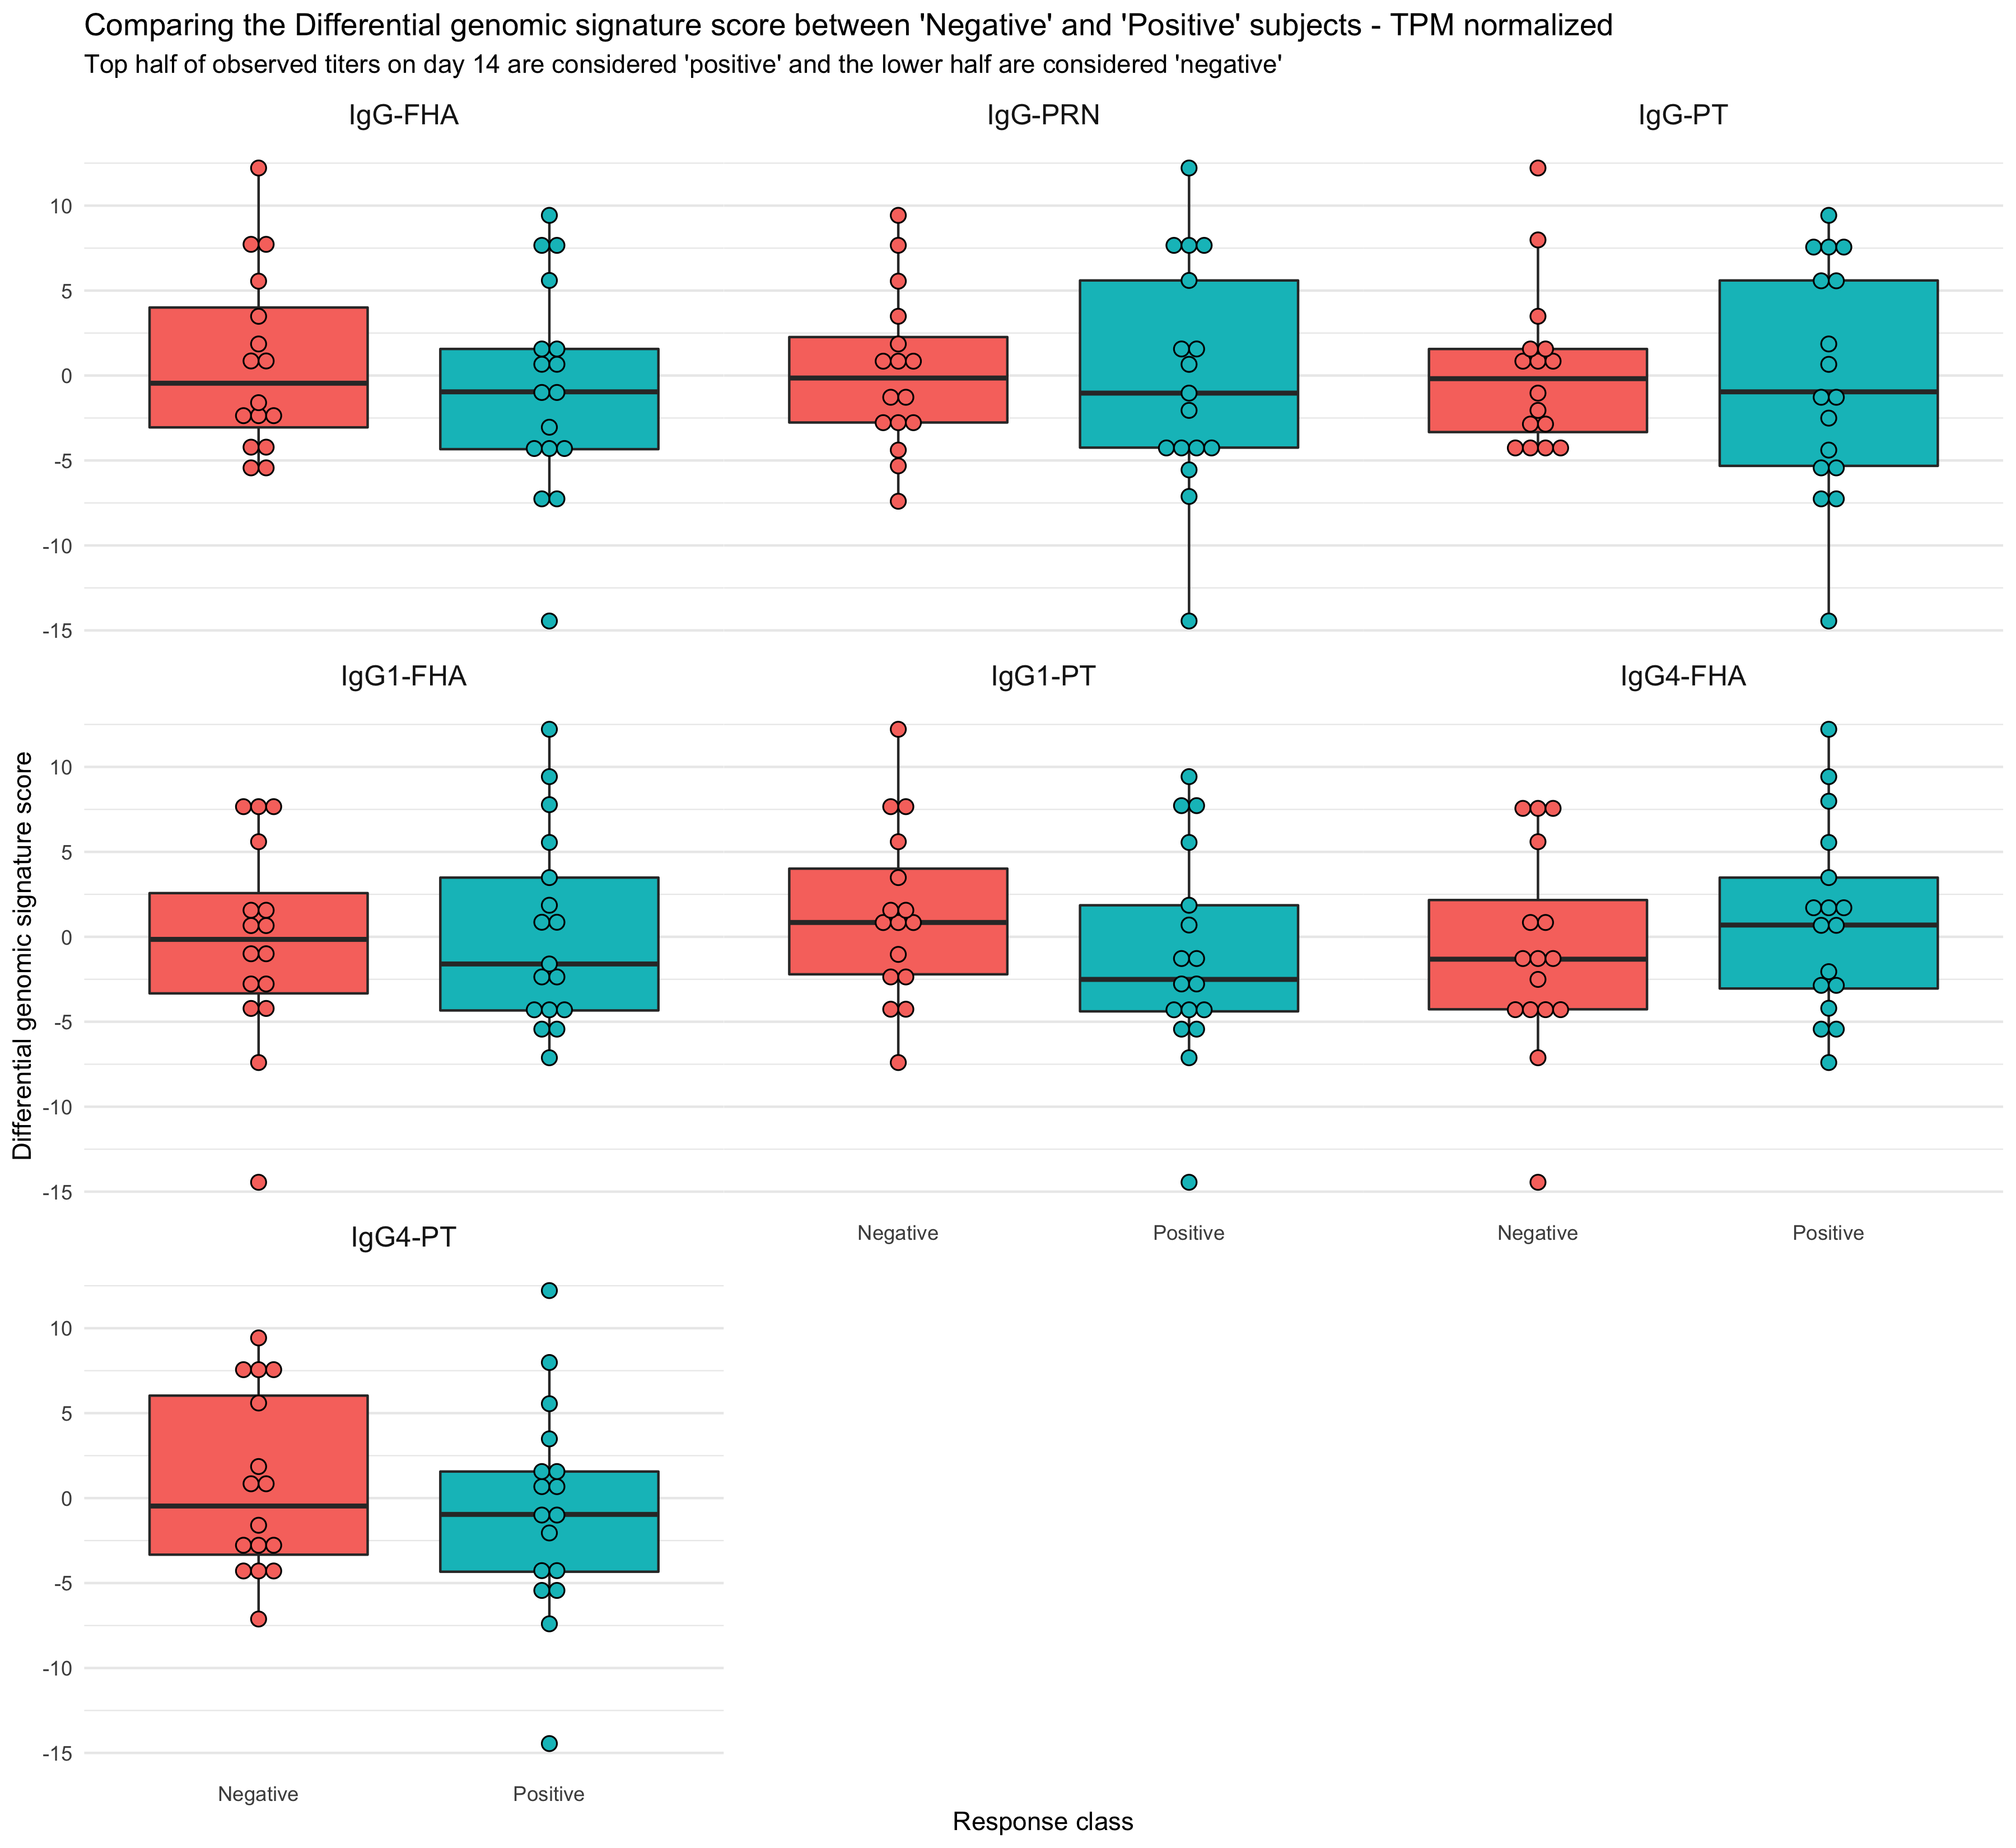 Comparing the Differential genomic signature score between 'Negative' and 'Positive' subjects - TPM normalized
Top half of observed titers on day 14 are considered 'positive' and the lower half are considered 'negative'
IgG-FHA
IgG-PRN
IgG-PT
10
5
0
-5
-10
-15
IgG1-FHA
IgG1-PT
IgG4-FHA
Differential genomic signature score
10
5
0
-5
-10
-15
Negative
Positive
Negative
Positive
IgG4-PT
10
5
0
-5
-10
-15
Negative
Positive
Response class